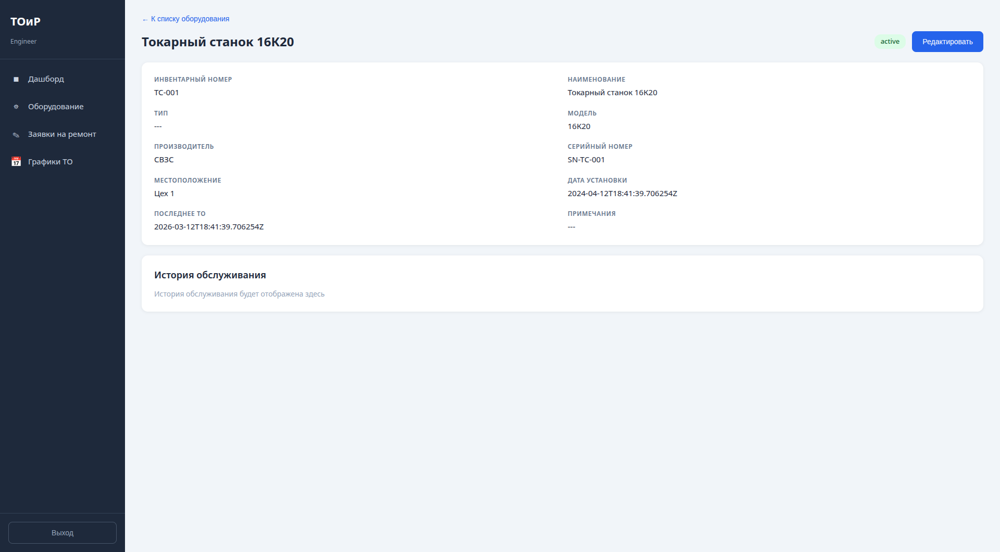 ТОиР
Engineer
Дашборд
Оборудование
Заявки на ремонт
17 Графики ТО
Выход
← К списку оборудования
Токарный станок 16К20
active
Редактировать
ИНВЕНТАРНЫЙ НОМЕР
ТС-001
НАИМЕНОВАНИЕ
Токарный станок 16К20
ТИП
---
МОДЕЛЬ
16К20
ПРОИЗВОДИТЕЛЬ
СВЗС
СЕРИЙНЫЙ НОМЕР
SN-TC-001
МЕСТОПОЛОЖЕНИЕ
Цех 1
ДАТА УСТАНОВКИ
2024-04-12T18:41:39.706254Z
ПОСЛЕДНЕЕ ТО
2026-03-12T18:41:39.706254Z
ПРИМЕЧАНИЯ
---
История обслуживания
История обслуживания будет отображена здесь